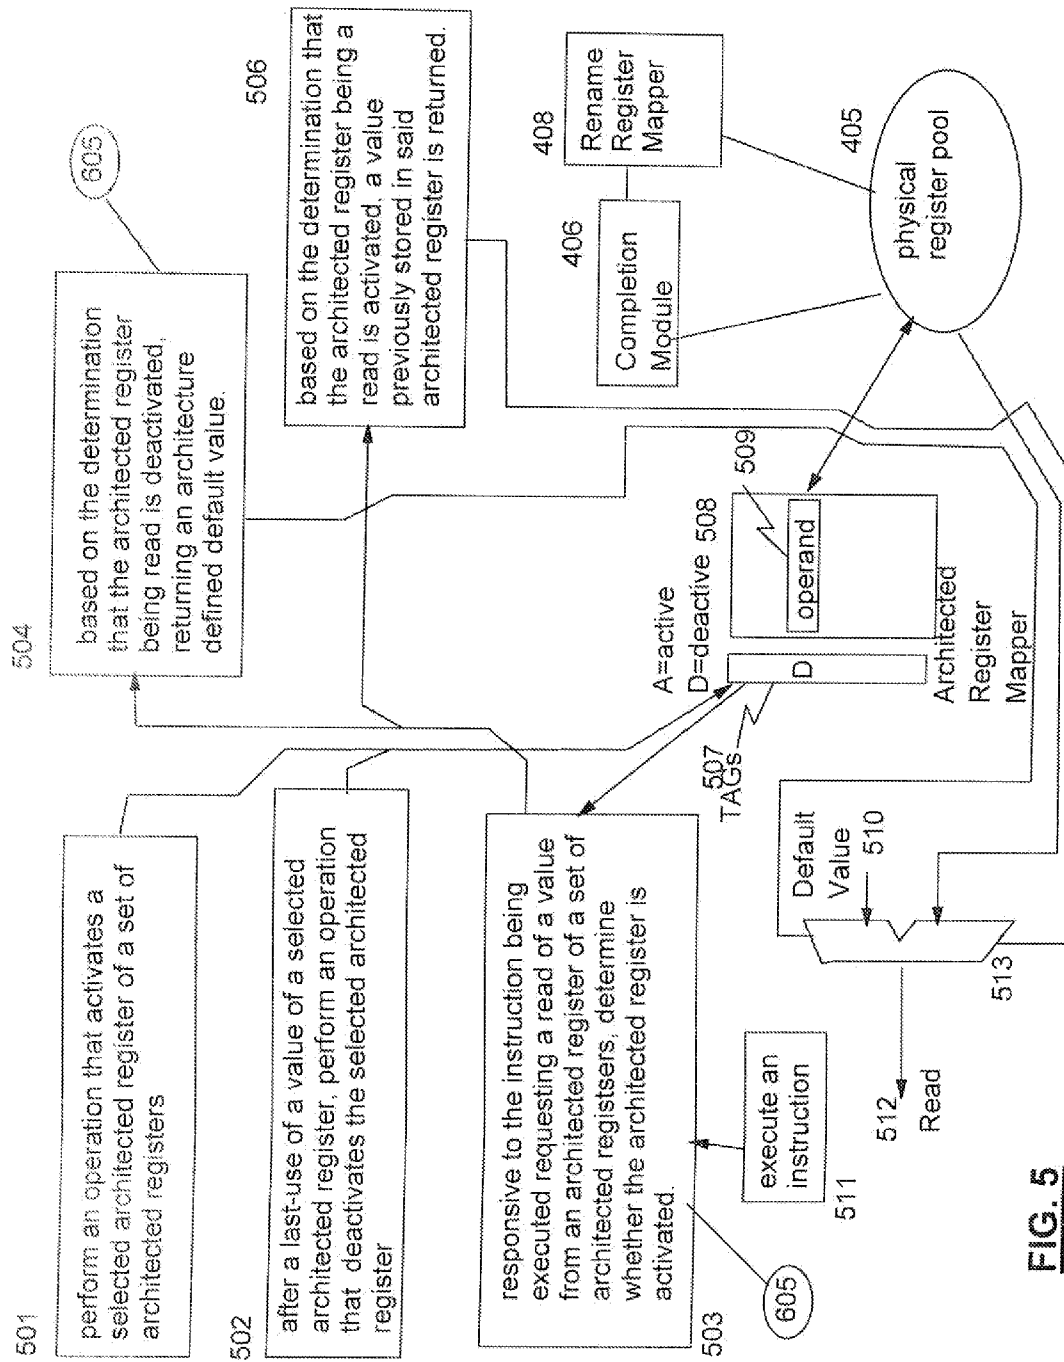 501
perform an operation that activates a
selected architected register of a set of
architected registers
502
after a last-use of a value of a selected
architected register, perform an operation
that deactivates the selected architected
register
503
responsive to the instruction being
executed requesting a read of a value
from an architected register of a set of
architected registsers, determine
whether the architected register is
activated.
605
504
based on the determination
that the architected register
being read is deactivated,
returning an architecture
defined default value.
605
506
based on the determination that
the architected register being a
read is activated, a value
previously stored in said
architected register is returned.
execute an
instruction
511
507
TAGs
A=active
D=deactive
508
D
operand
509
Architected
Register
Mapper
406
Completion
Module
408
Rename
Register
Mapper
405
physical
register pool
Default
Value
510
512
Read
513
FIG. 5